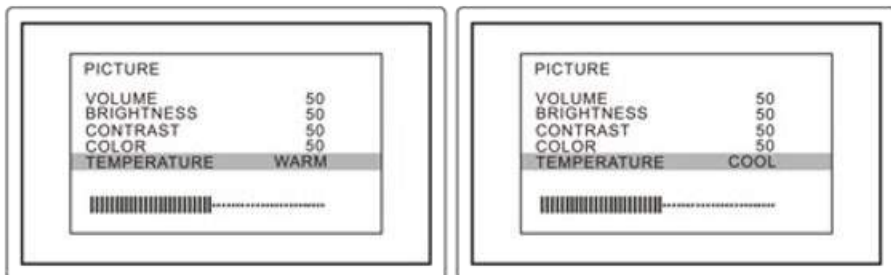 PICTURE
VOLUME 50
BRIGHTNESS 50
CONTRAST 50
COLOR 50
TEMPERATURE WARM
PICTURE
VOLUME 50
BRIGHTNESS 50
CONTRAST 50
COLOR 50
TEMPERATURE COOL